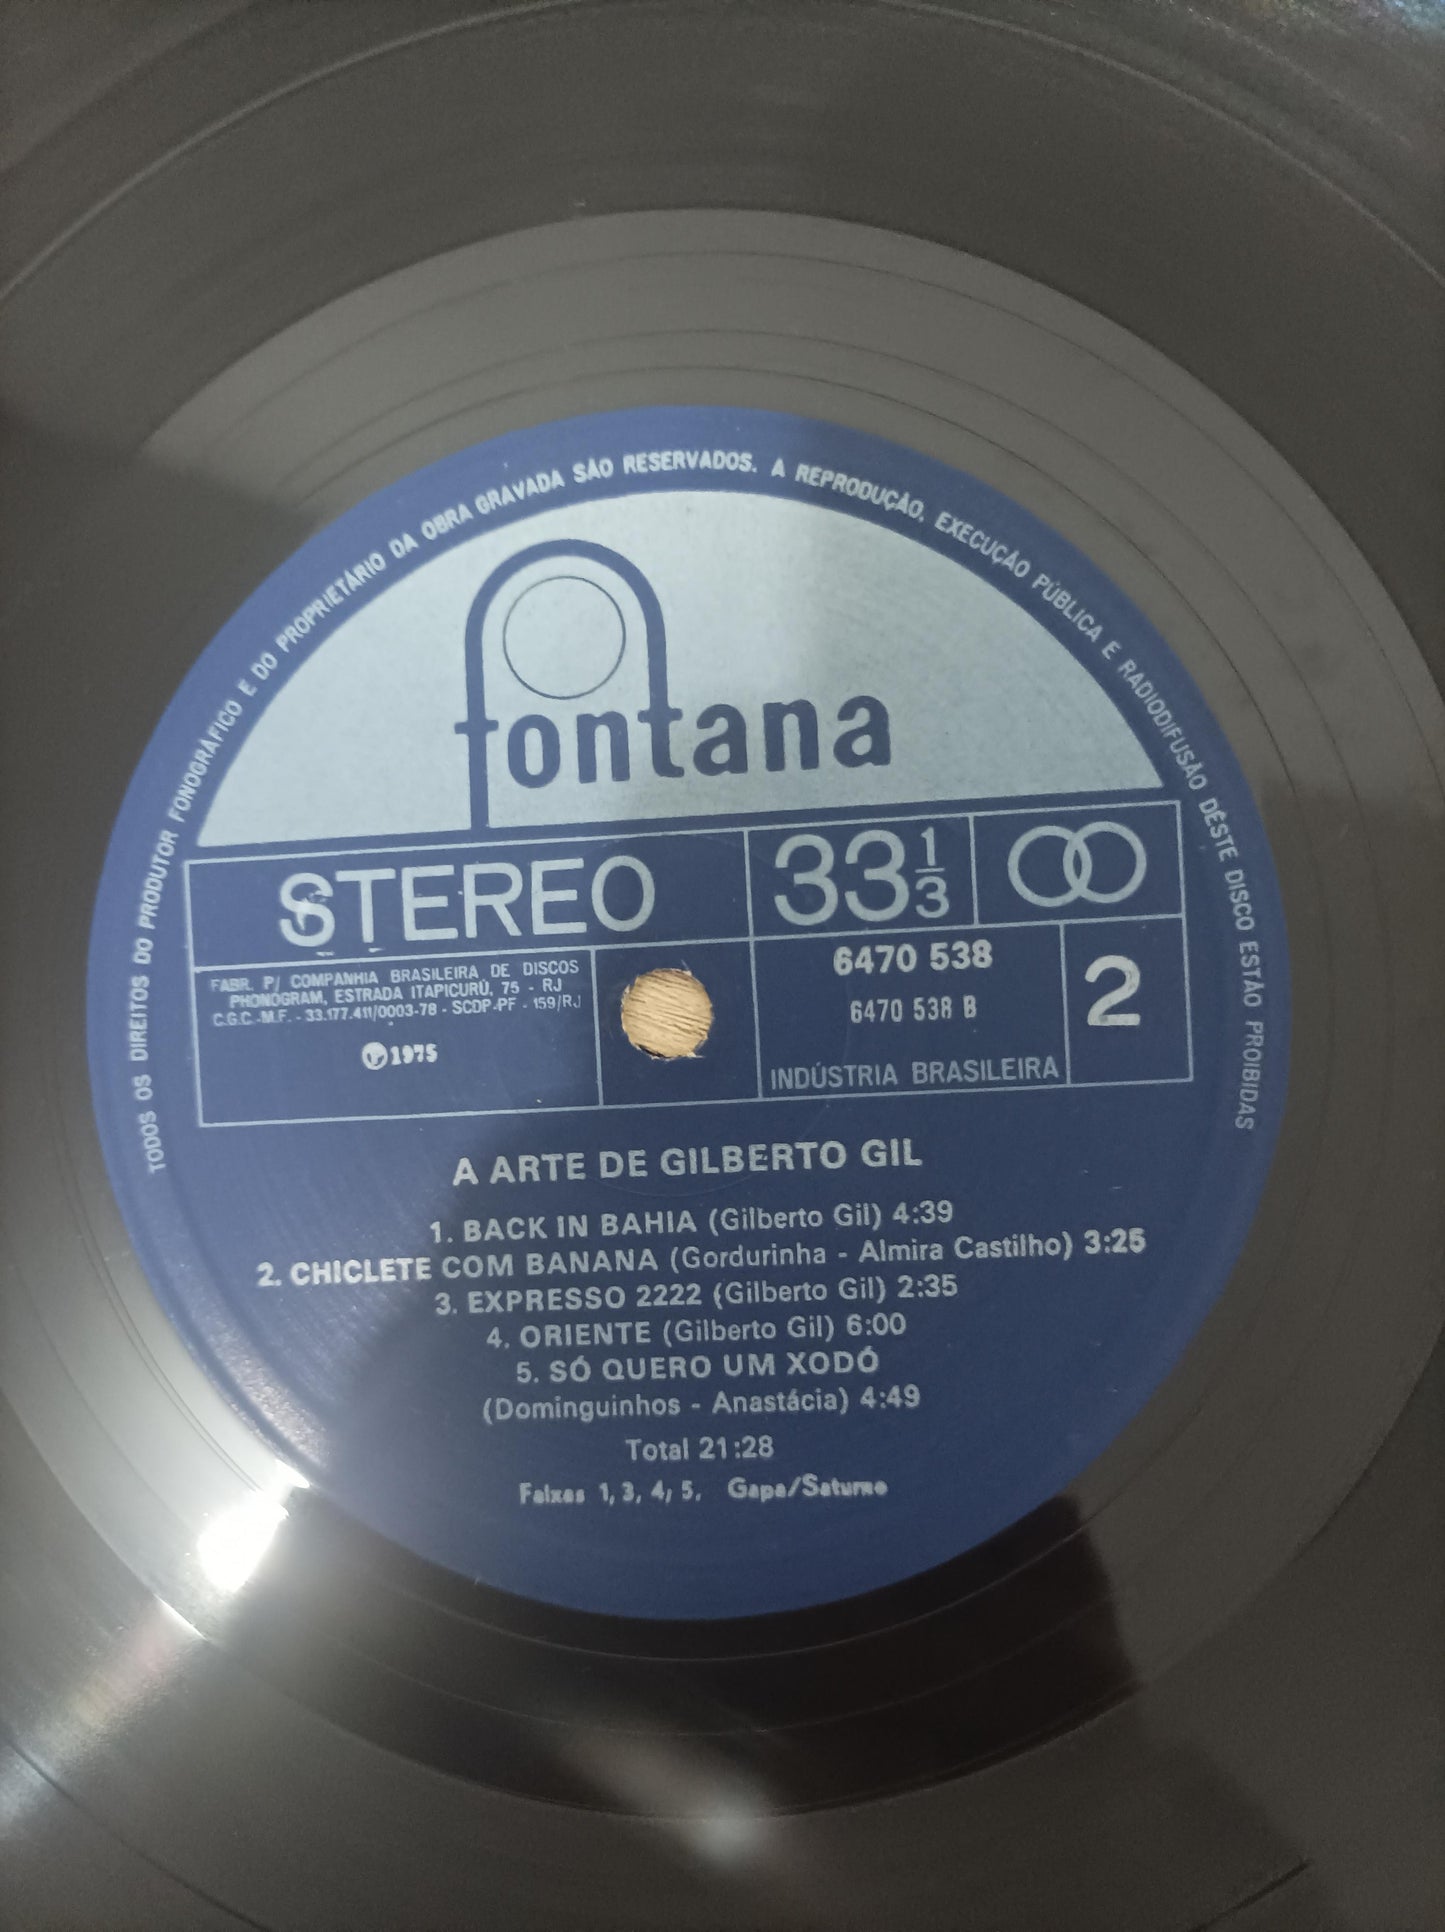 TODOS OS DIREITOS DO PRODUTOR FONOGRÁFICO E DO PROPRIETÁRIO DA OBRA GRAVADA SÃO RESERVADOS. A REPRODUÇÃO, EXECUÇÃO PÚBLICA E RADIODIFUSÃO DÊSTE DISCO ESTÃO PROIBIDAS
fontana
STEREO
33 1/3
FABR. P/ COMPANHIA BRASILEIRA DE DISCOS
PHONOGRAM, ESTRADA ITAPICURÚ, 75 - RJ
C.G.C.-M.F. - 33.177.411/0003-78 - SCDP-PF - 159/RJ
Ⓟ1975
6470 538
6470 538 B
INDÚSTRIA BRASILEIRA
2
A ARTE DE GILBERTO GIL
1. BACK IN BAHIA (Gilberto Gil) 4:39
2. CHICLETE COM BANANA (Gordurinha - Almira Castilho) 3:25
3. EXPRESSO 2222 (Gilberto Gil) 2:35
4. ORIENTE (Gilberto Gil) 6:00
5. SÓ QUERO UM XODÓ
(Dominguinhos - Anastácia) 4:49
Total 21:28
Faixas 1, 3, 4, 5. Gapa/Saturno